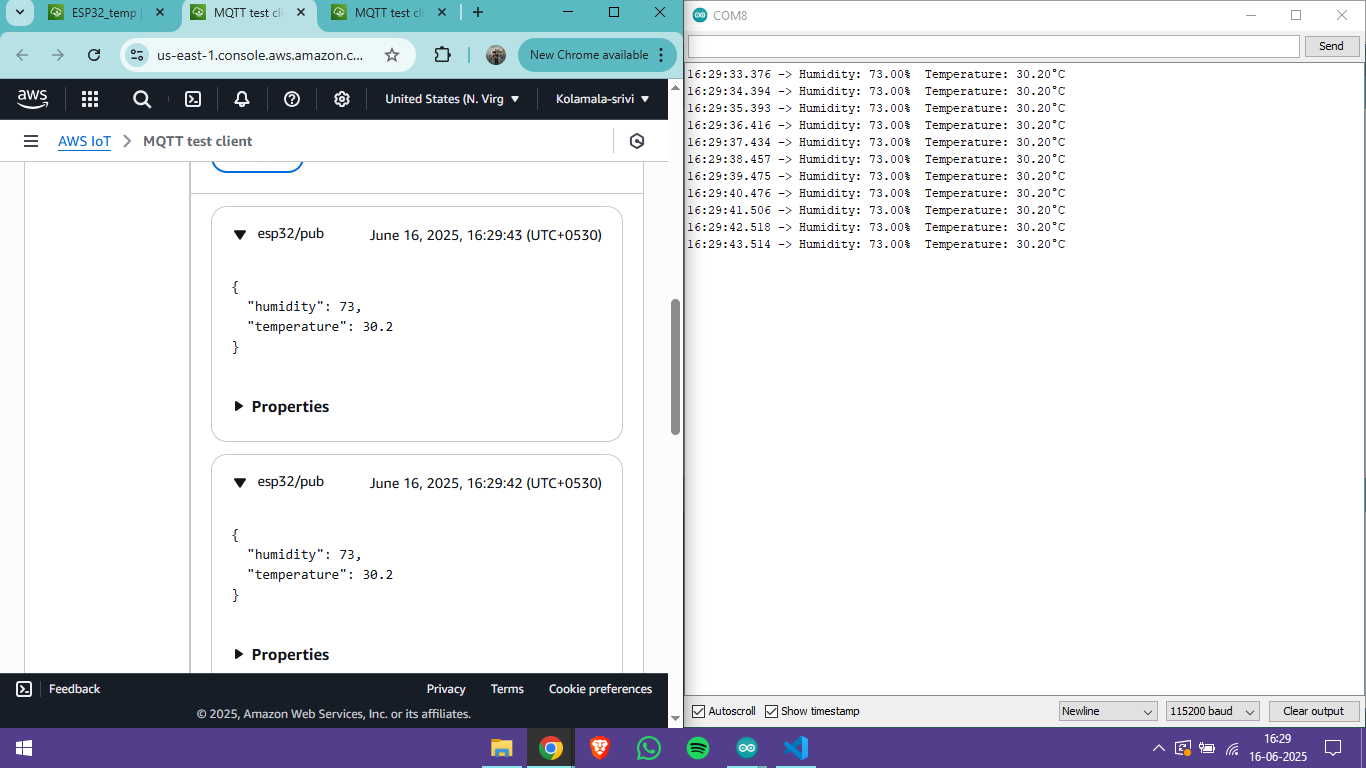 ESP32_temp
MQTT test cli
MQTT test cli
us-east-1.console.aws.amazon.c...
New Chrome available
aws
United States (N. Virg
Kolamala-srivi
AWS IoT
MQTT test client
esp32/pub
June 16, 2025, 16:29:43 (UTC+0530)
{
"humidity": 73,
"temperature": 30.2
}
Properties
esp32/pub
June 16, 2025, 16:29:42 (UTC+0530)
{
"humidity": 73,
"temperature": 30.2
}
Properties
Feedback
Privacy
Terms
Cookie preferences
© 2025, Amazon Web Services, Inc. or its affiliates.
COM8
Send
16:29:33.376 -> Humidity: 73.00%  Temperature: 30.20°C
16:29:34.394 -> Humidity: 73.00%  Temperature: 30.20°C
16:29:35.393 -> Humidity: 73.00%  Temperature: 30.20°C
16:29:36.416 -> Humidity: 73.00%  Temperature: 30.20°C
16:29:37.434 -> Humidity: 73.00%  Temperature: 30.20°C
16:29:38.457 -> Humidity: 73.00%  Temperature: 30.20°C
16:29:39.475 -> Humidity: 73.00%  Temperature: 30.20°C
16:29:40.476 -> Humidity: 73.00%  Temperature: 30.20°C
16:29:41.506 -> Humidity: 73.00%  Temperature: 30.20°C
16:29:42.518 -> Humidity: 73.00%  Temperature: 30.20°C
16:29:43.514 -> Humidity: 73.00%  Temperature: 30.20°C
Autoscroll
Show timestamp
Newline
115200 baud
Clear output
16:29
16-06-2025